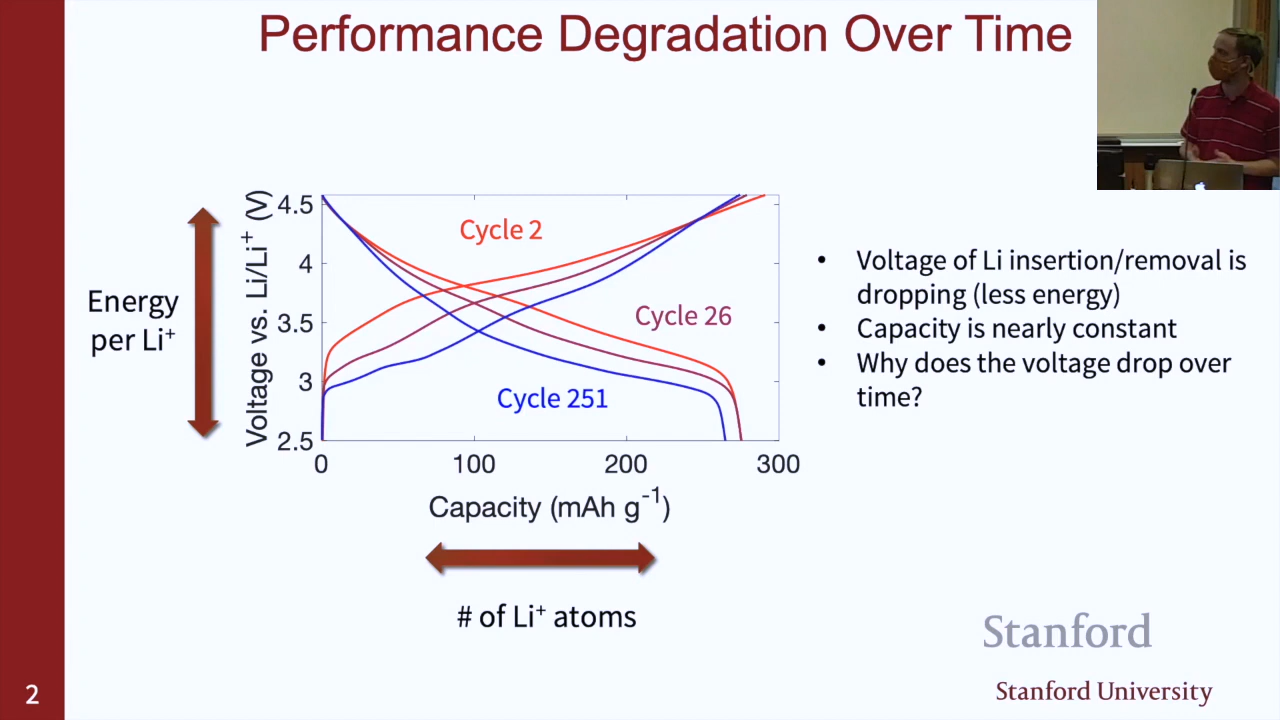 Performance Degradation Over Time
Energy
per Li⁺
Voltage vs. Li/Li⁺ (V)
4.5
4
3.5
3
2.5
0
100
200
300
Cycle 2
Cycle 26
Cycle 251
Capacity (mAh g⁻¹)
# of Li⁺ atoms
• Voltage of Li insertion/removal is
dropping (less energy)
• Capacity is nearly constant
• Why does the voltage drop over
time?
Stanford
Stanford University
2